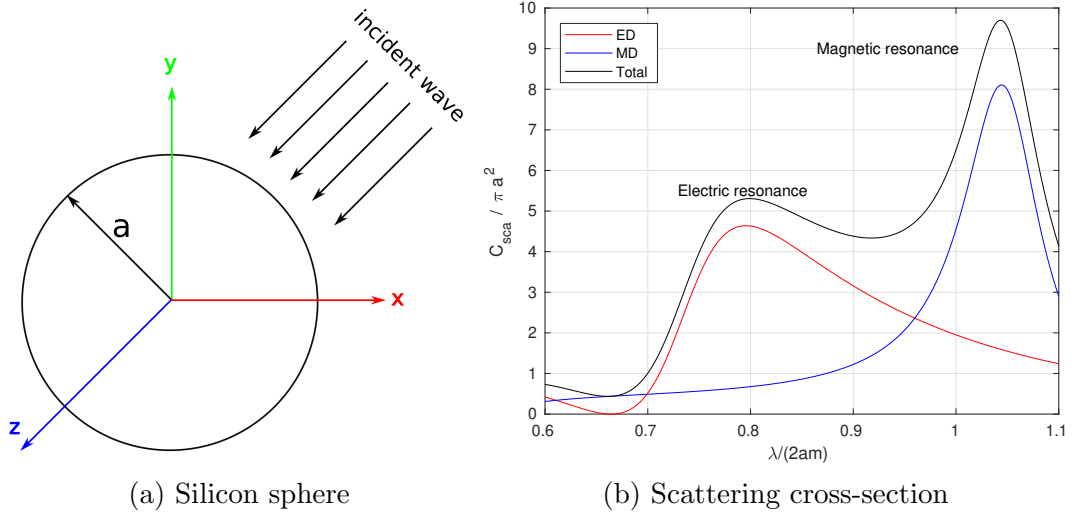 incident wave
y
a
x
z
(a) Silicon sphere
ED
MD
Total
Magnetic resonance
Electric resonance
C_sca / π a²
10
9
8
7
6
5
4
3
2
1
0
0.6 0.7 0.8 0.9 1 1.1
λ/(2am)
(b) Scattering cross-section